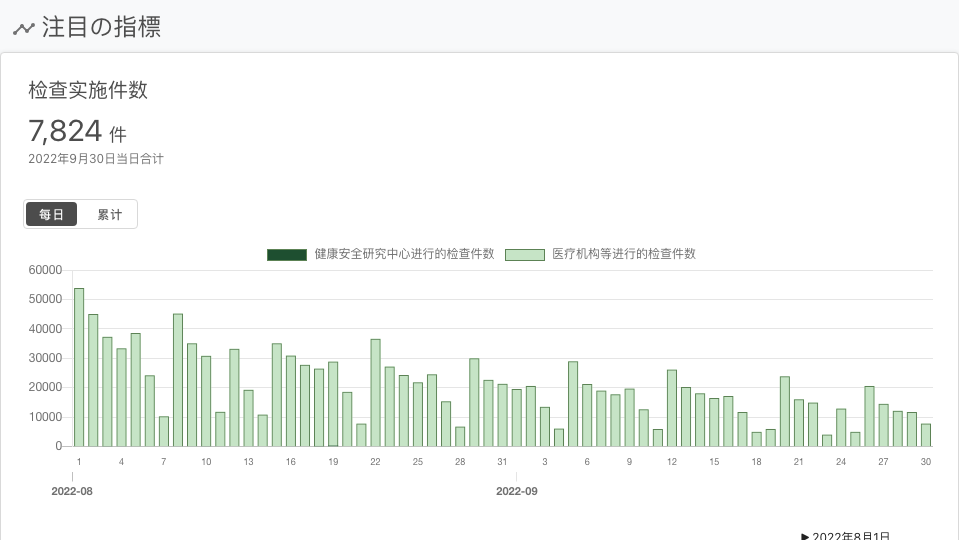 注目の指標
检查实施件数
7,824 件
2022年9月30日当日合计
每日 累计
健康安全研究中心进行的检查件数 医疗机构等进行的检查件数
60000
50000
40000
30000
20000
10000
0
1 4 7 10 13 16 19 22 25 28 31 3 6 9 12 15 18 21 24 27 30
2022-08 2022-09
▶ 2022年8月1日